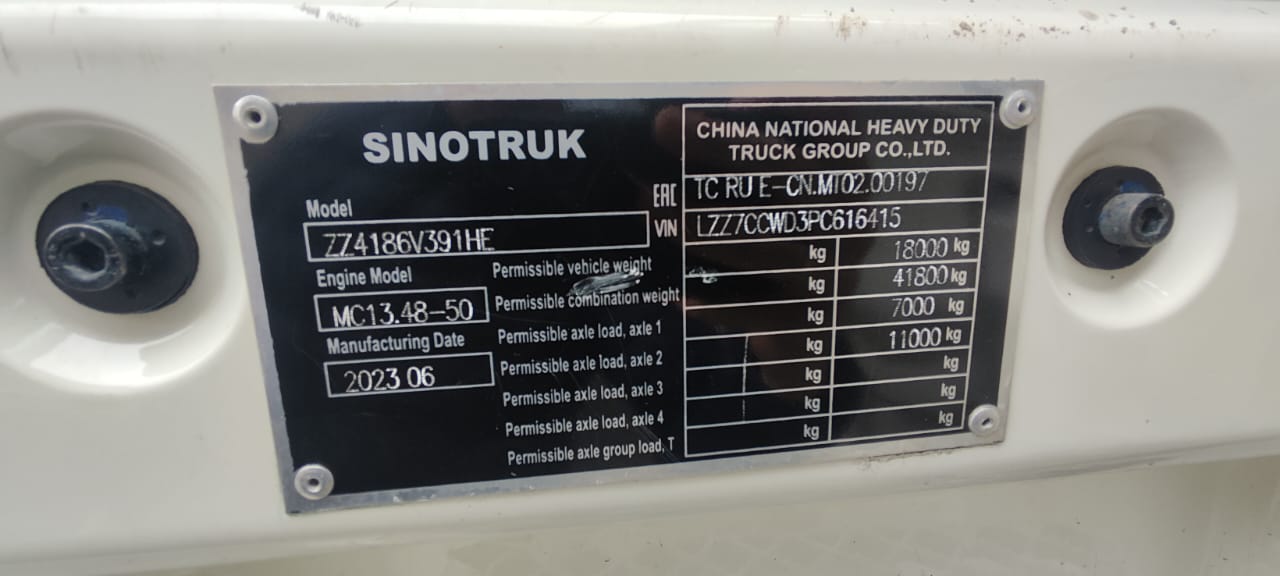 SINOTRUK
CHINA NATIONAL HEAVY DUTY
TRUCK GROUP CO.,LTD.
EAC TC RU E-CN.MT02.00197
VIN LZZ7CCWD3PC616415
Model
ZZ4186V391HE
Engine Model
MC13.48-50
Manufacturing Date
2023 06
Permissible vehicle weight kg 18000 kg
Permissible combination weight kg 41800 kg
Permissible axle load, axle 1 kg 7000 kg
Permissible axle load, axle 2 kg 11000 kg
Permissible axle load, axle 3 kg kg
Permissible axle load, axle 4 kg kg
Permissible axle group load, T kg kg